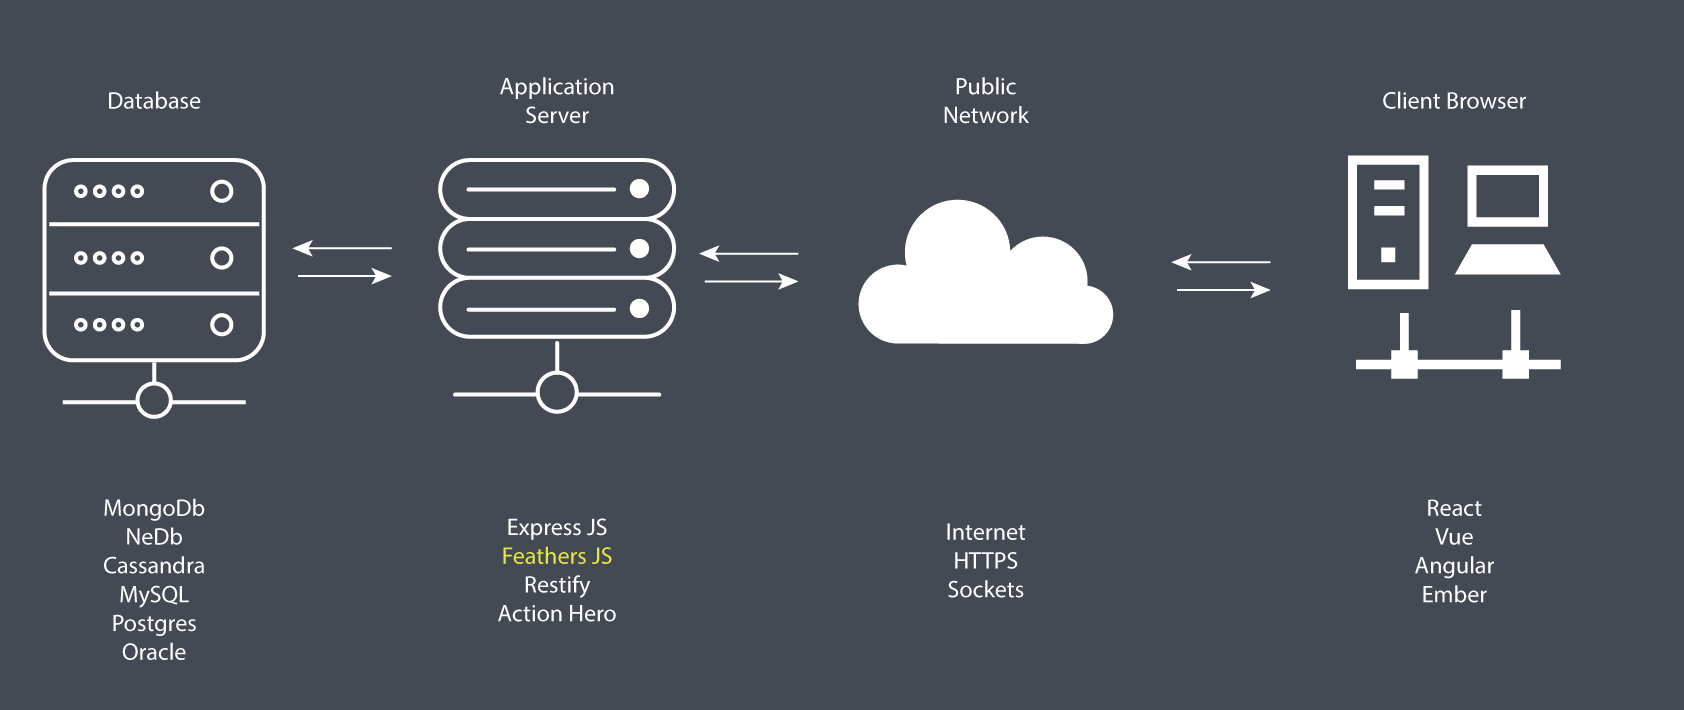 Database
Application
Server
Public
Network
Client Browser
MongoDb
NeDb
Cassandra
MySQL
Postgres
Oracle
Express JS
Feathers JS
Restify
Action Hero
Internet
HTTPS
Sockets
React
Vue
Angular
Ember